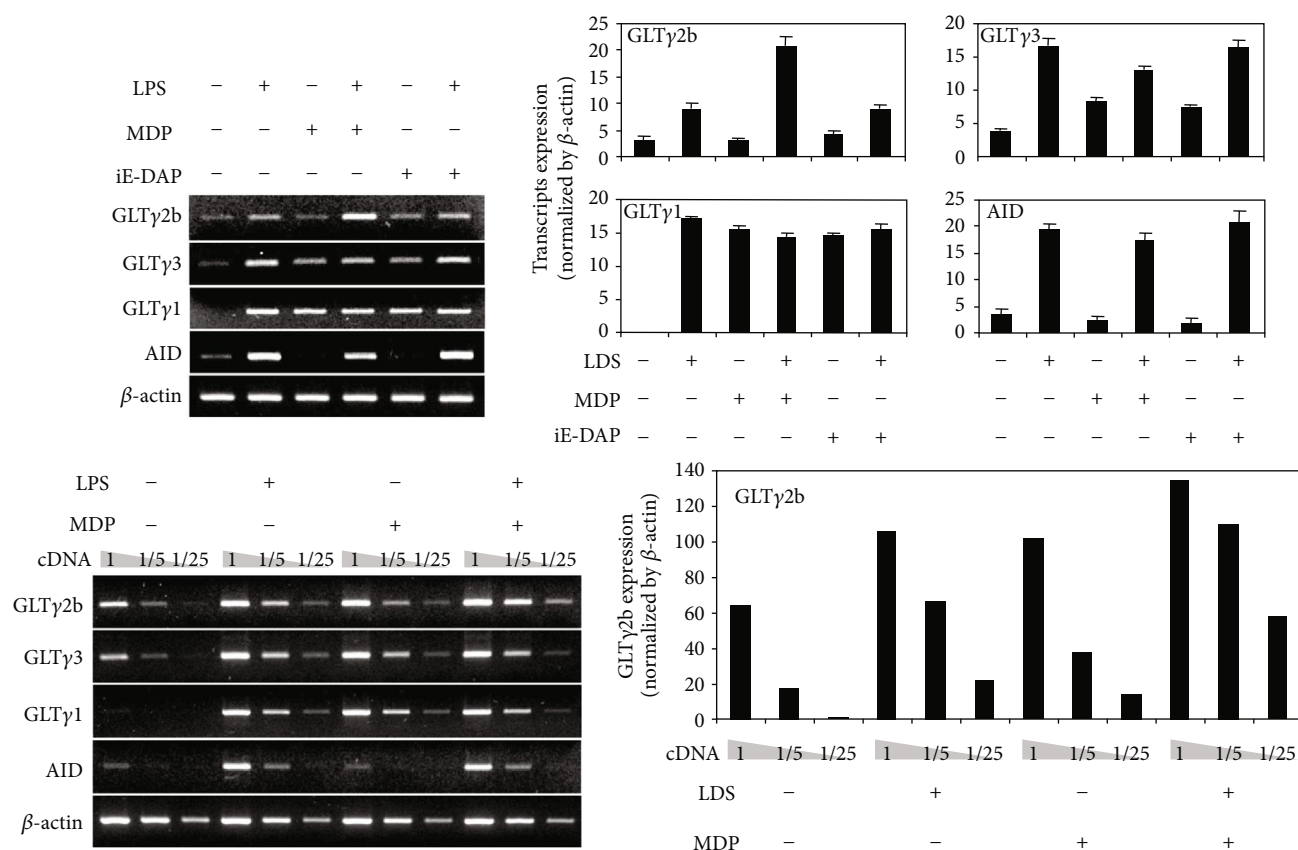 LPS − + − + − +
MDP − − + + − −
iE-DAP − − − − + +
GLTγ2b
GLTγ3
GLTγ1
AID
β-actin
Transcripts expression
(normalized by β-actin)
GLTγ2b
25
20
15
10
5
0
GLTγ3
20
15
10
5
0
GLTγ1
20
15
10
5
0
AID
25
20
15
10
5
0
LDS − + − + − + − + − + − +
MDP − − + + − − − − + + − −
iE-DAP − − − − + + − − − − + +
LPS − + − +
MDP − − + +
cDNA 1 1/5 1/25 1 1/5 1/25 1 1/5 1/25 1 1/5 1/25
GLTγ2b
GLTγ3
GLTγ1
AID
β-actin
GLTγ2b expression
(normalized by β-actin)
GLTγ2b
140
120
100
80
60
40
20
0
cDNA 1 1/5 1/25 1 1/5 1/25 1 1/5 1/25 1 1/5 1/25
LDS − + − +
MDP − − + +